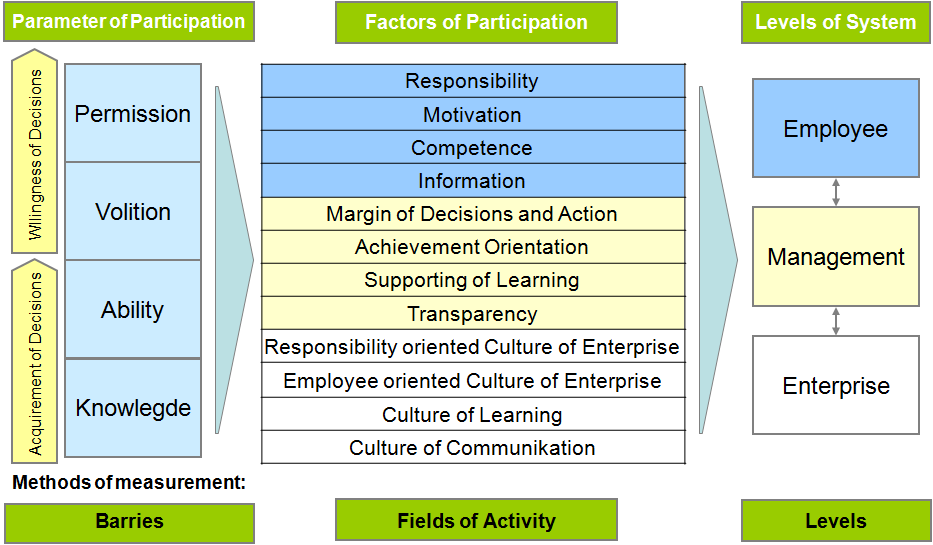 Parameter of Participation
Factors of Participation
Levels of System
WIlingness of Decisions
Acquirement of Decisions
Permission
Volition
Ability
Knowlegde
Responsibility
Motivation
Competence
Information
Margin of Decisions and Action
Achievement Orientation
Supporting of Learning
Transparency
Responsibility oriented Culture of Enterprise
Employee oriented Culture of Enterprise
Culture of Learning
Culture of Communikation
Employee
Management
Enterprise
Methods of measurement:
Barries
Fields of Activity
Levels